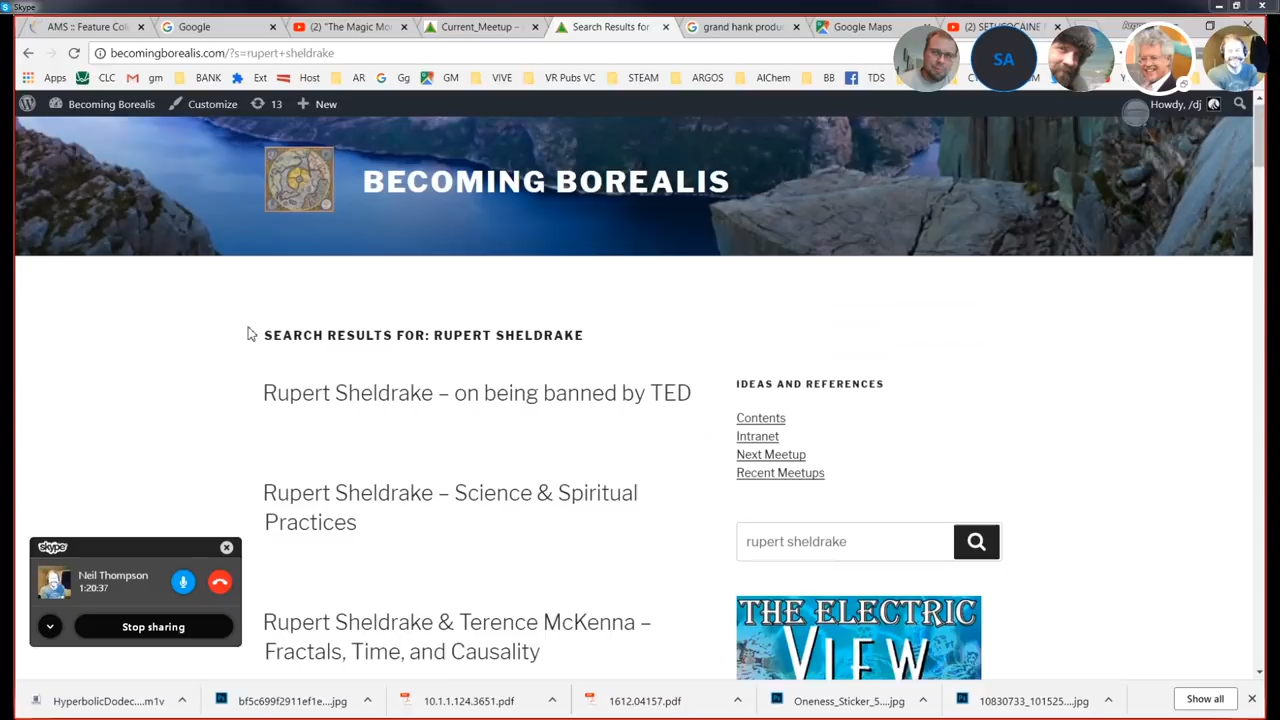 Skype
AMS :: Feature Col
Google
(2) "The Magic Mo
Current_Meetup –
Search Results for
grand hank produ
Google Maps
becomingborealis.com/?s=rupert+sheldrake
Apps CLC gm BANK Ext Host AR Gg GM VIVE VR Pubs VC STEAM ARGOS AIChem BB TDS
SA
Becoming Borealis Customize 13 New Howdy, /dj
BECOMING BOREALIS
SEARCH RESULTS FOR: RUPERT SHELDRAKE
Rupert Sheldrake – on being banned by TED
Rupert Sheldrake – Science & Spiritual
Practices
Rupert Sheldrake & Terence McKenna –
Fractals, Time, and Causality
IDEAS AND REFERENCES
Contents
Intranet
Next Meetup
Recent Meetups
rupert sheldrake
THE ELECTRIC
VIEW
skype
Neil Thompson
1:20:37
Stop sharing
HyperbolicDodec....m1v
bf5c699f2911ef1e....jpg
10.1.1.124.3651.pdf
1612.04157.pdf
Oneness_Sticker_5....jpg
10830733_101525....jpg
Show all